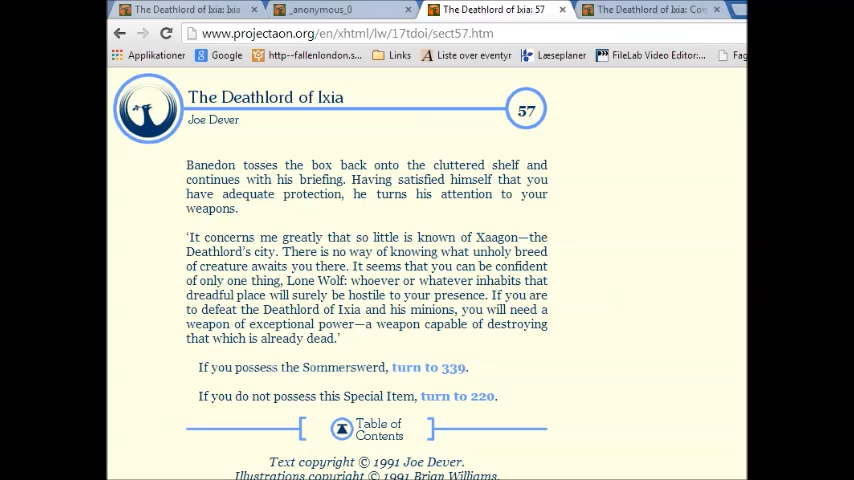 The Deathlord of Ixia: Ixia
_anonymous_0
The Deathlord of Ixia: 57
The Deathlord of Ixia: Con
www.projectaon.org/en/xhtml/lw/17tdoi/sect57.htm
Applikationer
Google
http--fallenlondon.s...
Links
Liste over eventyr
Læseplaner
FileLab Video Editor:...
Fag
The Deathlord of Ixia
57
Joe Dever
Banedon tosses the box back onto the cluttered shelf and
continues with his briefing. Having satisfied himself that you
have adequate protection, he turns his attention to your
weapons.
‘It concerns me greatly that so little is known of Xaagon—the
Deathlord’s city. There is no way of knowing what unholy breed
of creature awaits you there. It seems that you can be confident
of only one thing, Lone Wolf: whoever or whatever inhabits that
dreadful place will surely be hostile to your presence. If you are
to defeat the Deathlord of Ixia and his minions, you will need a
weapon of exceptional power—a weapon capable of destroying
that which is already dead.’
If you possess the Sommerswerd, turn to 339.
If you do not possess this Special Item, turn to 220.
Table of
Contents
Text copyright © 1991 Joe Dever.
Illustrations copyright © 1991 Brian Williams.